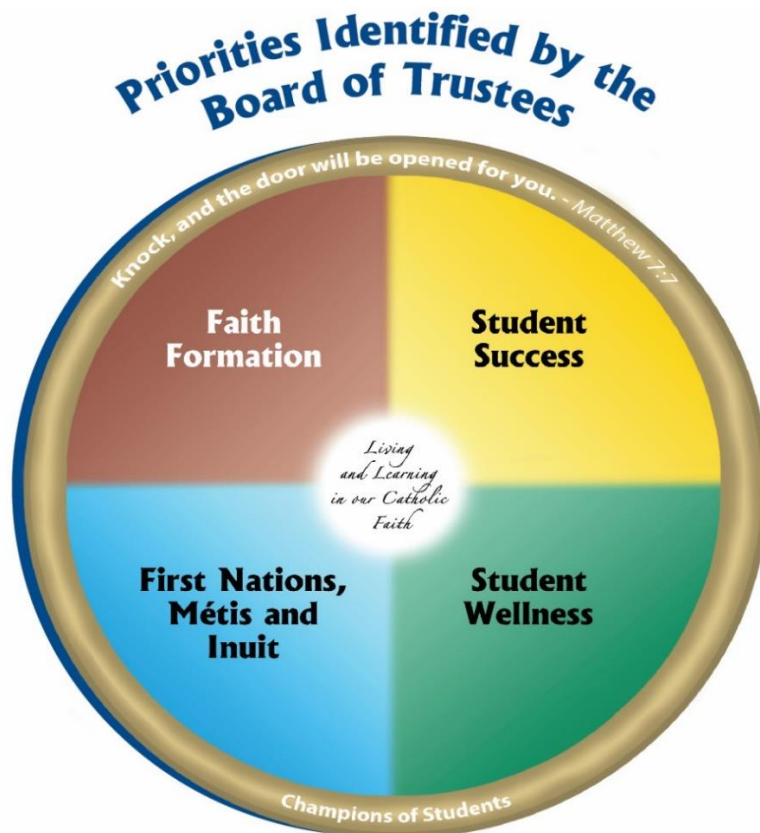 Priorities Identified by the
Board of Trustees
Knock, and the door will be opened for you. - Matthew 7:7
Faith
Formation
Student
Success
Living
and Learning
in our Catholic
Faith
First Nations,
Métis and
Inuit
Student
Wellness
Champions of Students